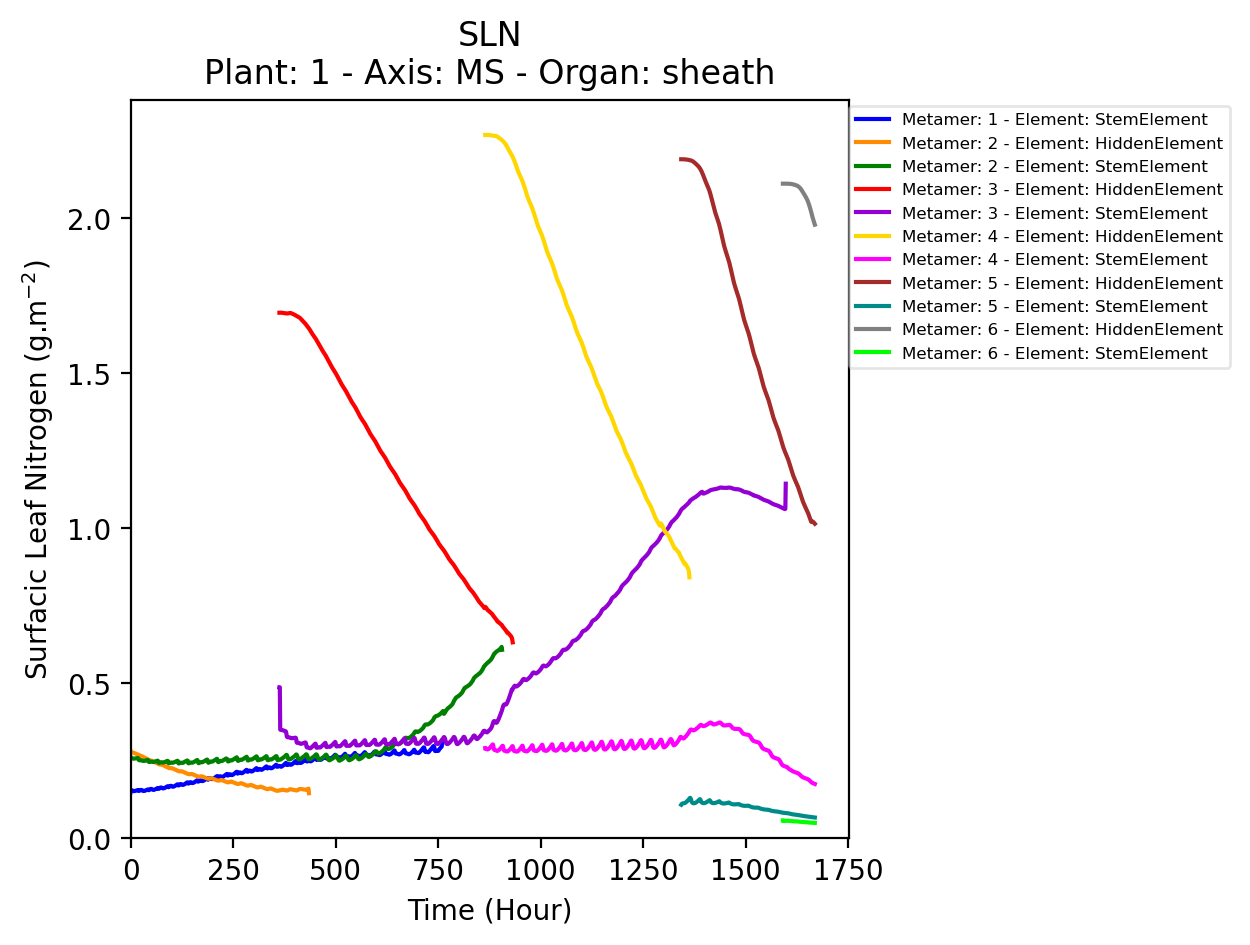 SLN
Plant: 1 - Axis: MS - Organ: sheath
Surfacic Leaf Nitrogen (g.m⁻²)
2.0
1.5
1.0
0.5
0.0
0 250 500 750 1000 1250 1500 1750
Time (Hour)
Metamer: 1 - Element: StemElement
Metamer: 2 - Element: HiddenElement
Metamer: 2 - Element: StemElement
Metamer: 3 - Element: HiddenElement
Metamer: 3 - Element: StemElement
Metamer: 4 - Element: HiddenElement
Metamer: 4 - Element: StemElement
Metamer: 5 - Element: HiddenElement
Metamer: 5 - Element: StemElement
Metamer: 6 - Element: HiddenElement
Metamer: 6 - Element: StemElement